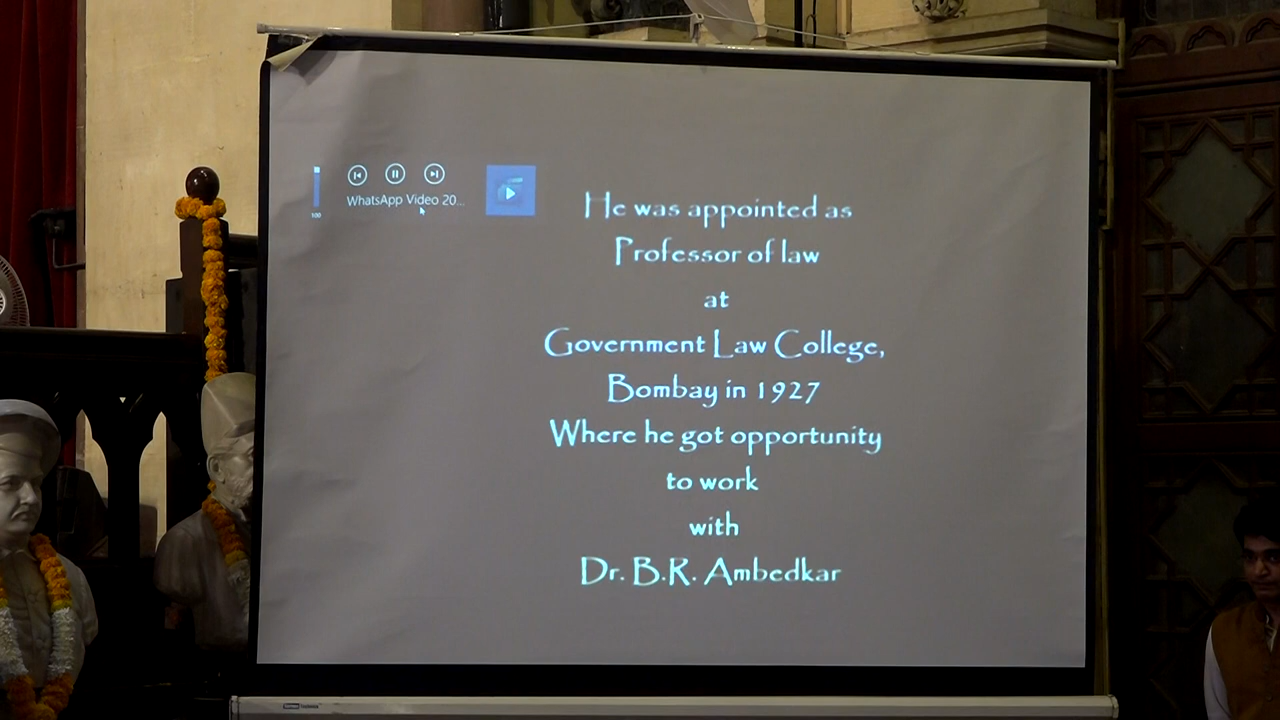 WhatsApp Video 20...
100
He was appointed as
Professor of law
at
Government Law College,
Bombay in 1927
Where he got opportunity
to work
with
Dr. B.R. Ambedkar